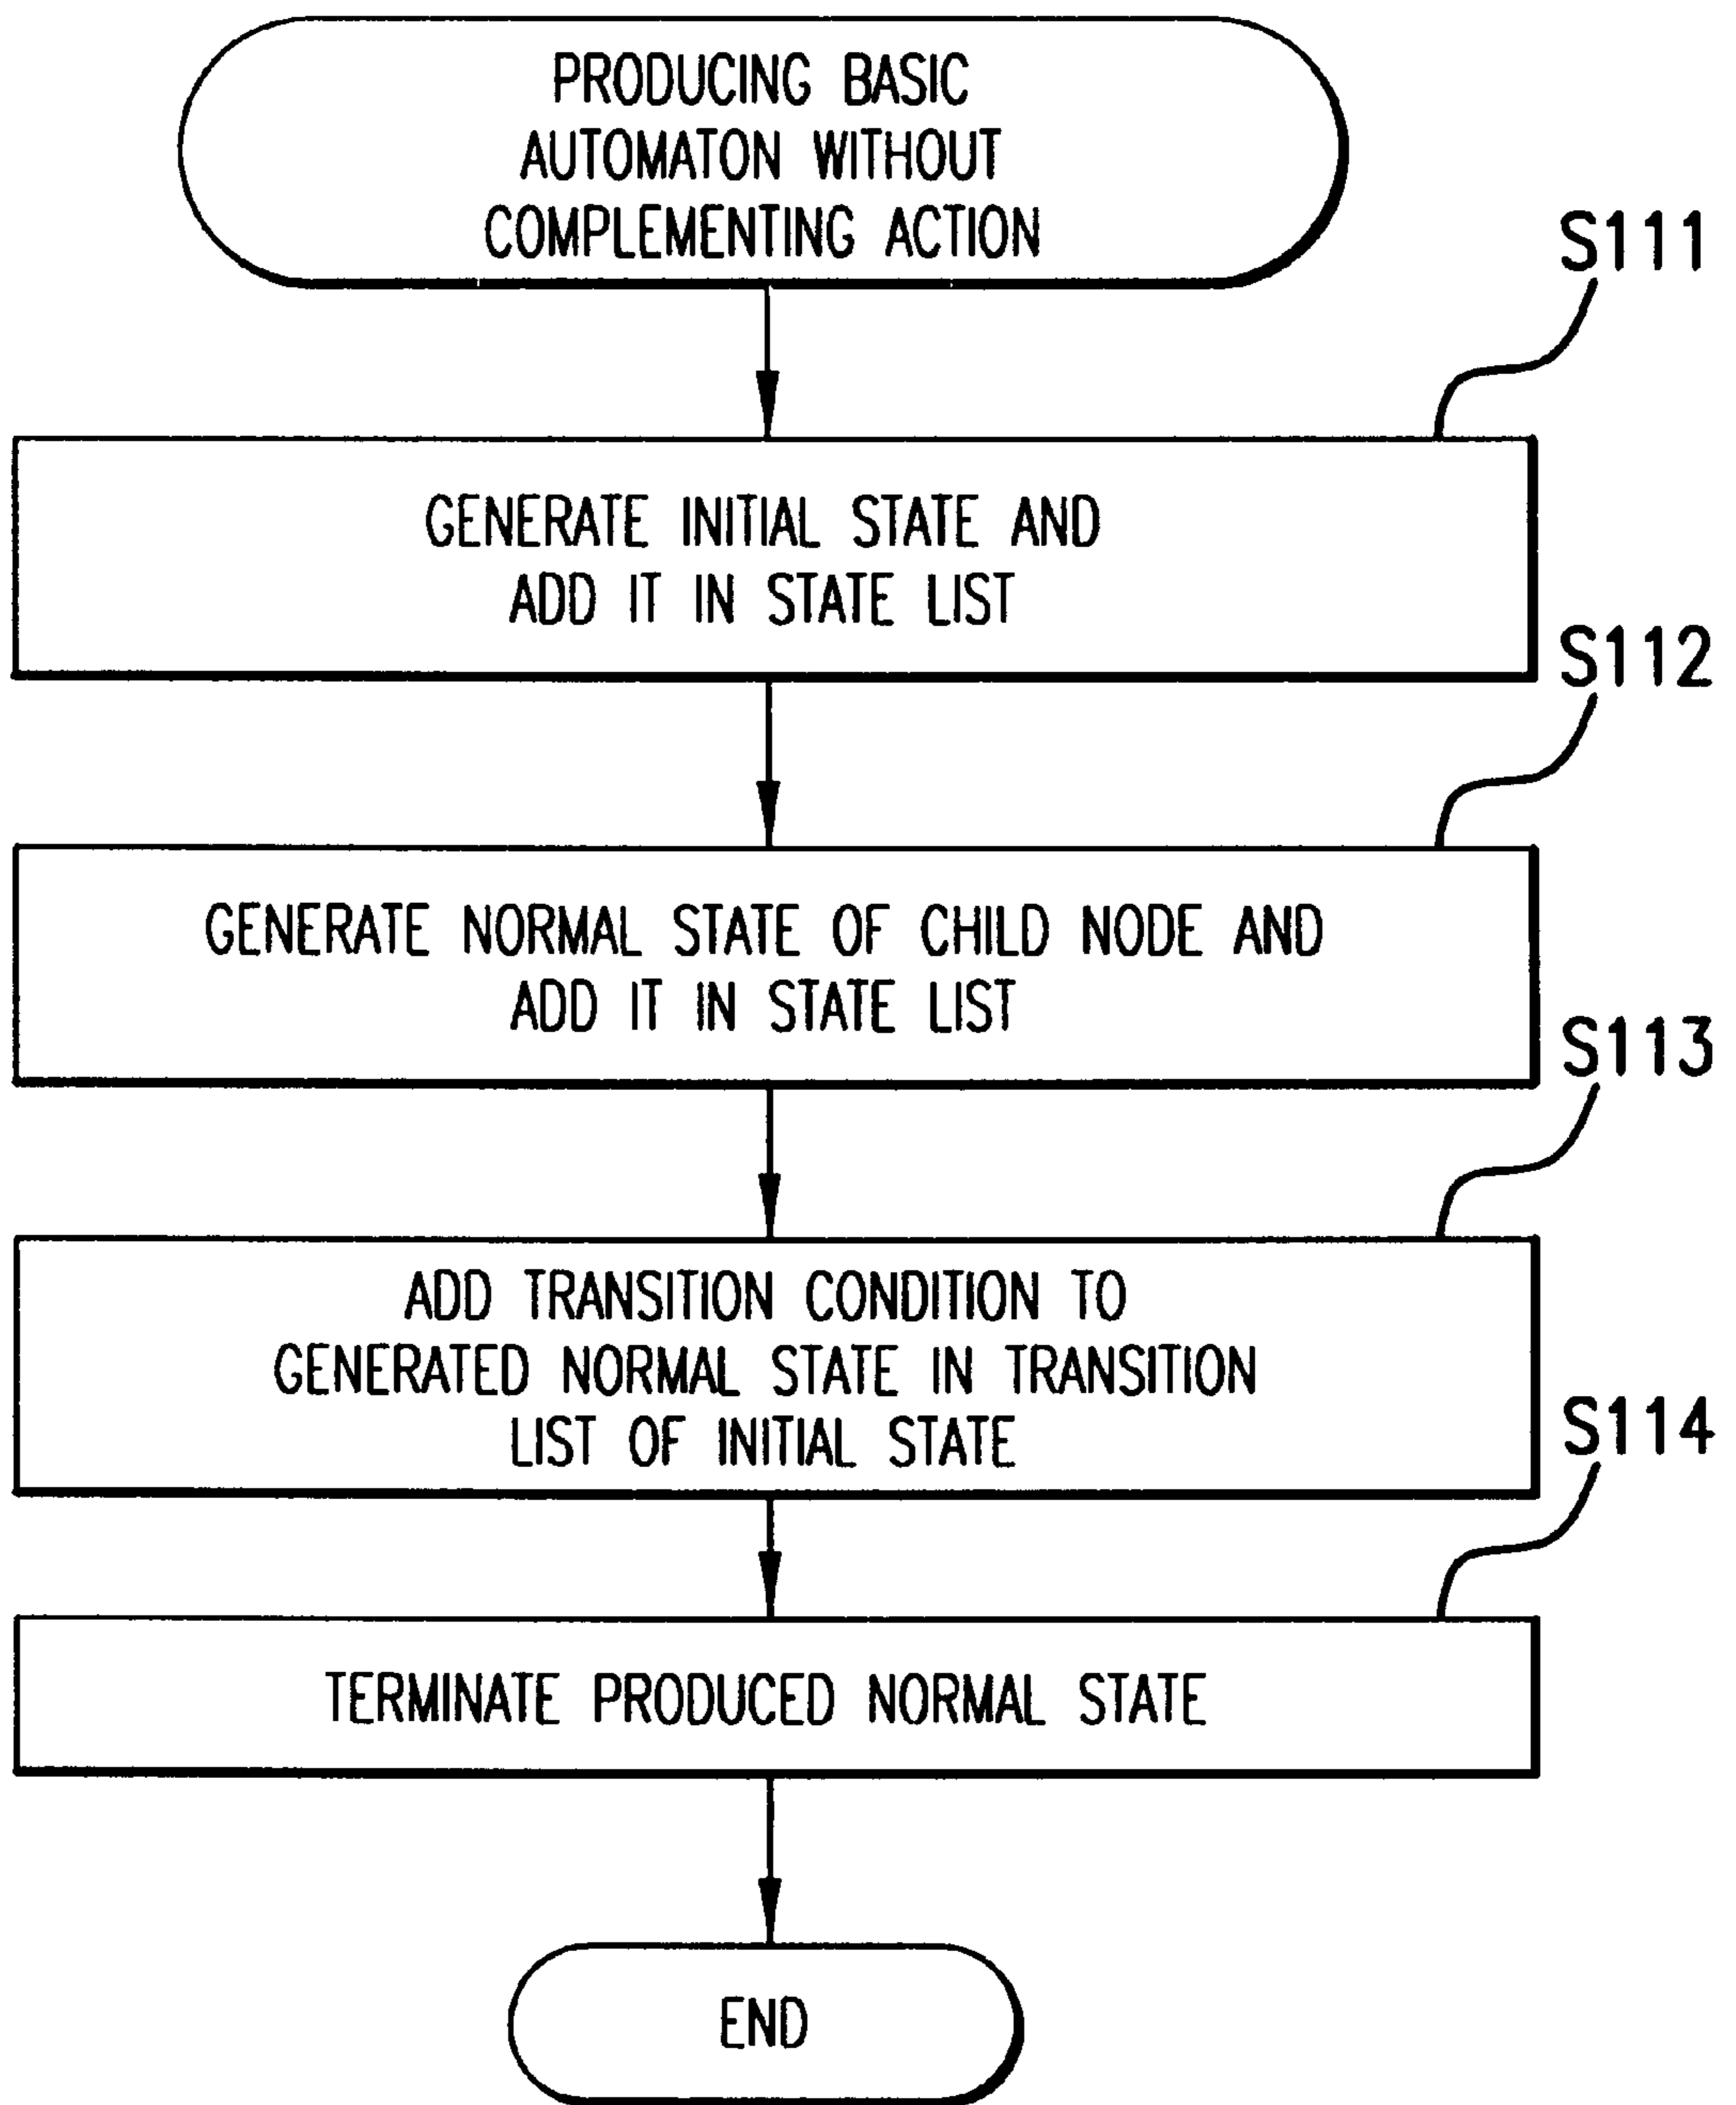 PRODUCING BASIC
AUTOMATON WITHOUT
COMPLEMENTING ACTION
S111
GENERATE INITIAL STATE AND
ADD IT IN STATE LIST
S112
GENERATE NORMAL STATE OF CHILD NODE AND
ADD IT IN STATE LIST
S113
ADD TRANSITION CONDITION TO
GENERATED NORMAL STATE IN TRANSITION
LIST OF INITIAL STATE
S114
TERMINATE PRODUCED NORMAL STATE
END